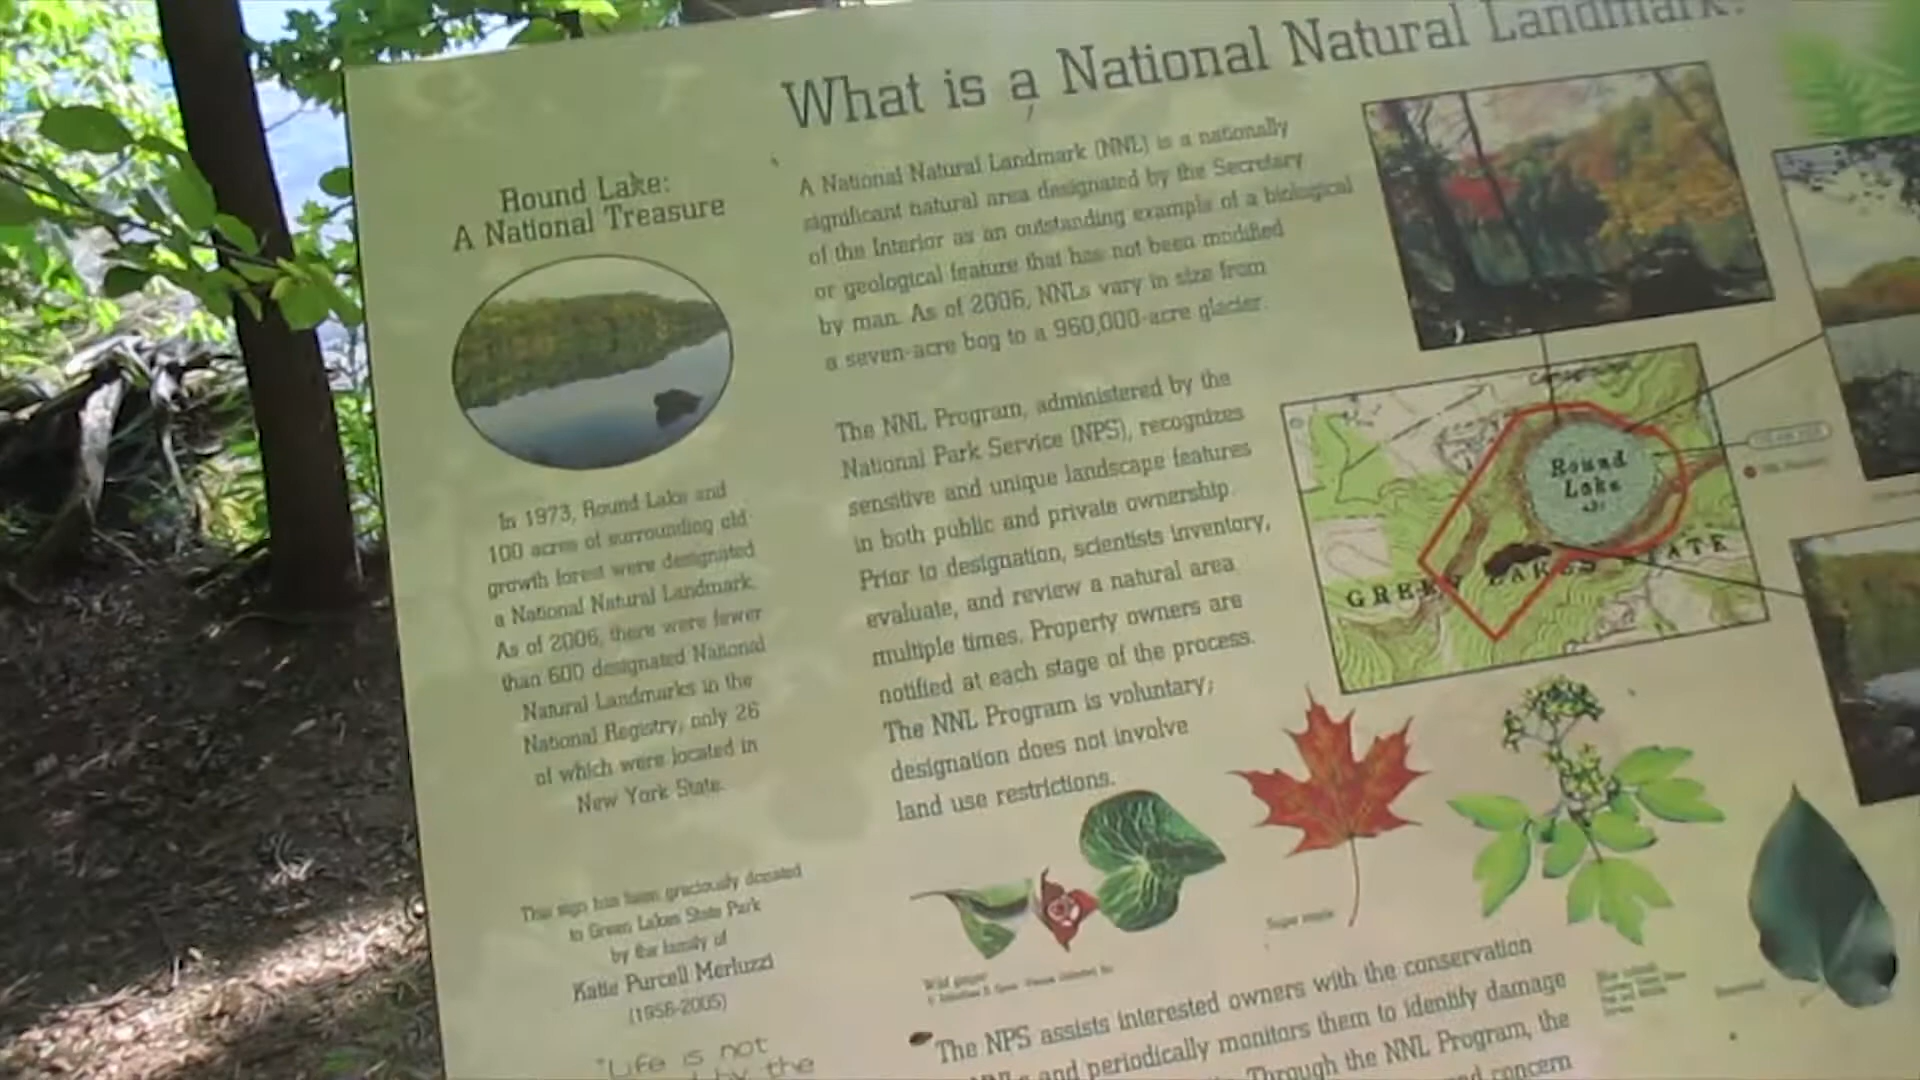 What is a National Natural Landmark?
Round Lake:
A National Treasure
In 1973, Round Lake and
100 acres of surrounding old
growth forest were designated
a National Natural Landmark.
As of 2006, there were fewer
than 600 designated National
Natural Landmarks in the
National Registry, only 26
of which were located in
New York State.
This sign has been graciously donated
to Green Lakes State Park
by the family of
Katie Purcell Merluzzi
(1956-2005)
"Life is not
by the
A National Natural Landmark (NNL) is a nationally
significant natural area designated by the Secretary
of the Interior as an outstanding example of a biological
or geological feature that has not been modified
by man. As of 2006, NNLs vary in size from
a seven-acre bog to a 960,000-acre glacier.
The NNL Program, administered by the
National Park Service (NPS), recognizes
sensitive and unique landscape features
in both public and private ownership.
Prior to designation, scientists inventory,
evaluate, and review a natural area
multiple times. Property owners are
notified at each stage of the process.
The NNL Program is voluntary;
designation does not involve
land use restrictions.
Round
Lake
GREEN LAKES STATE
Wild ginger
Sugar maple
The NPS assists interested owners with the conservation
and periodically monitors them to identify damage
Through the NNL Program, the
concern